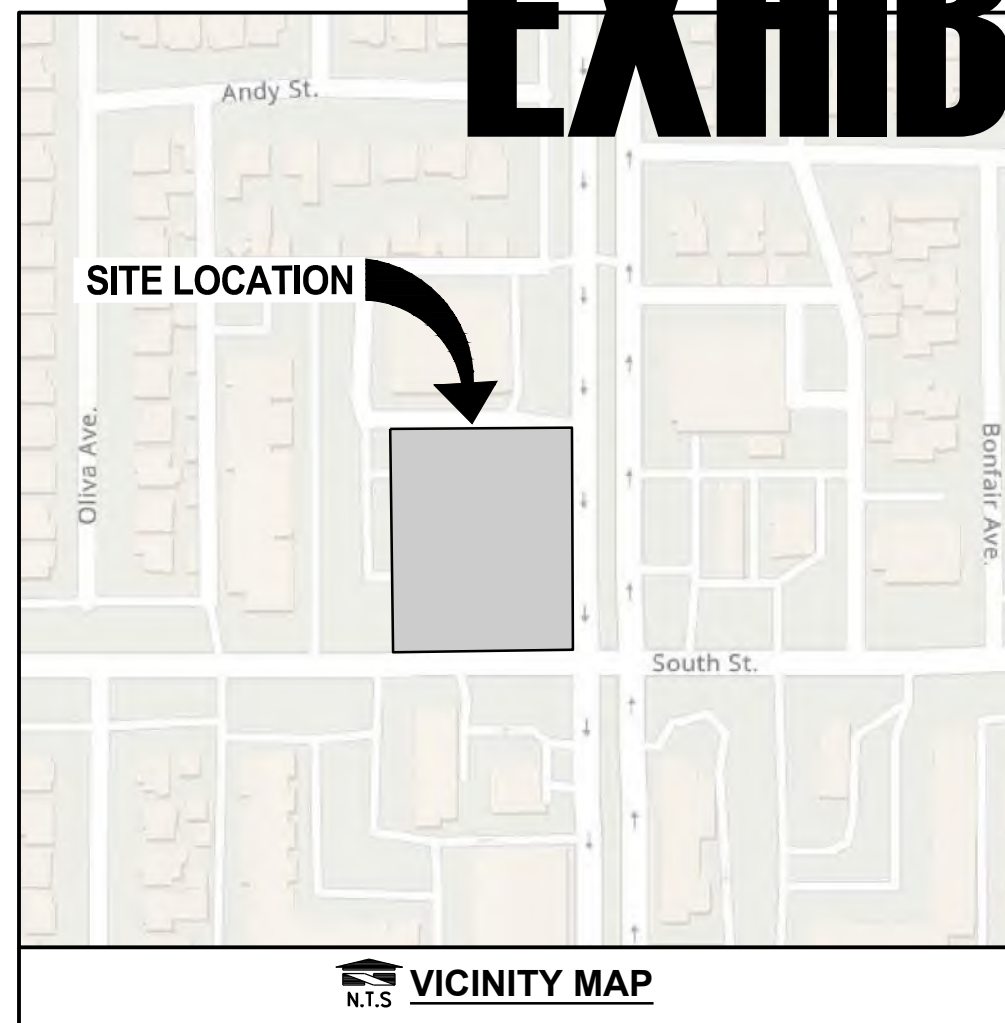 EXHIB
Andy St.
SITE LOCATION
Oliva Ave.
Bonfair Ave.
South St.
N.T.S
VICINITY MAP